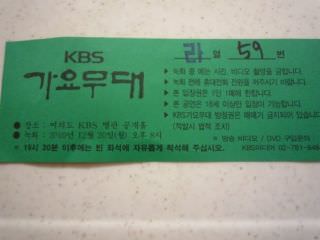 KBS
가요무대
라 열 59 번
▶ 녹화 중 에는 사진, 비디오 촬영을 금합니다.
▶ 녹화 전에 휴대전화 전원을 꺼주시기 바랍니다.
▶ 본 입장권은 1인 1매에 한합니다.
▶ 본 공연은 15세 이상만 입장이 가능합니다.
▶ KBS가요무대 방청권은 매매가 금지되어 있습니다
(적발시 법적 조치)
● 장소 : 여의도 KBS 별관 공개홀
● 녹화 : 2010년 12월 20일(월) 오후 8시
※ 19시 30분 이후에는 빈 좌석에 자유롭게 착석해 주십시오.
※ 방송 비디오 / DVD 구입문의
KBS미디어 02-781-